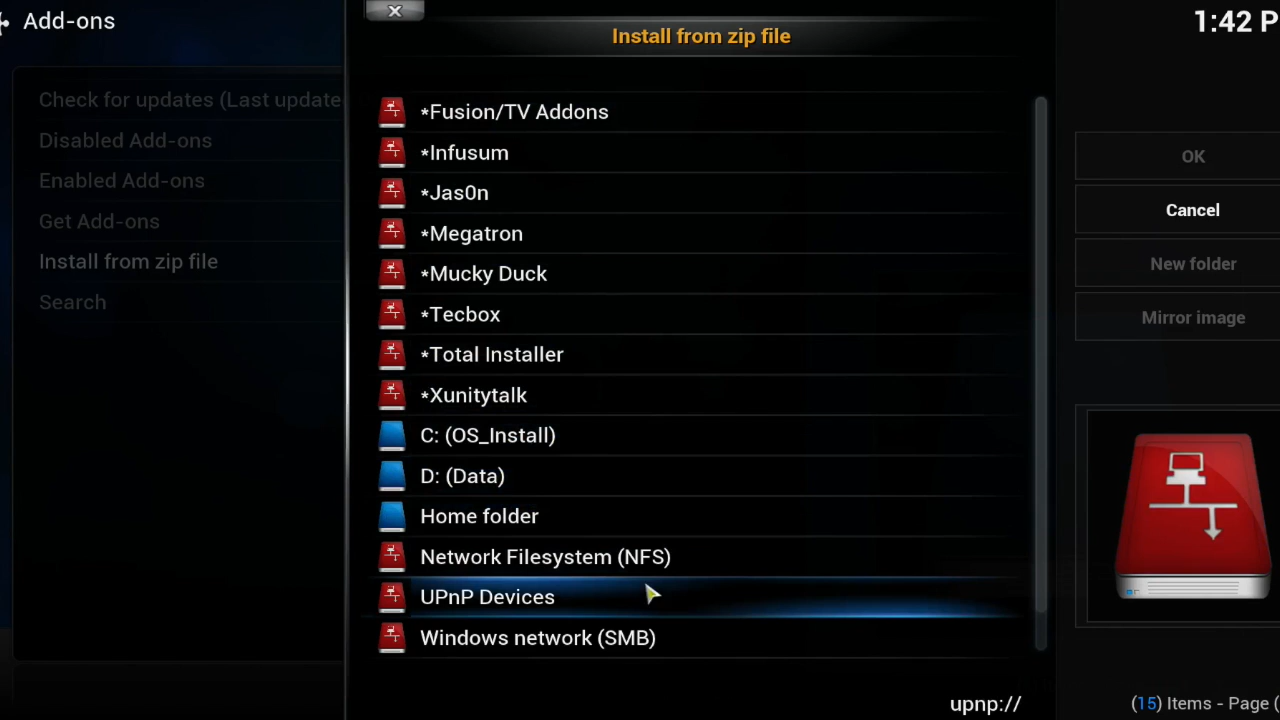 Add-ons
Check for updates (Last update
Disabled Add-ons
Enabled Add-ons
Get Add-ons
Install from zip file
Search
Install from zip file
*Fusion/TV Addons
*Infusum
*Jas0n
*Megatron
*Mucky Duck
*Tecbox
*Total Installer
*Xunitytalk
C: (OS_Install)
D: (Data)
Home folder
Network Filesystem (NFS)
UPnP Devices
Windows network (SMB)
upnp://
1:42 P
OK
Cancel
New folder
Mirror image
(15) Items - Page (